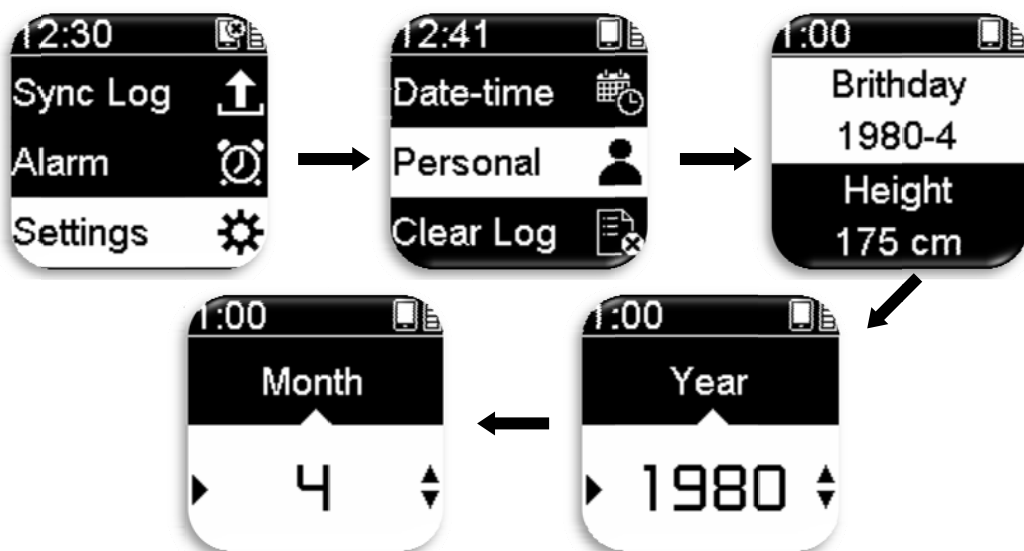 12:30
Sync Log
Alarm
Settings
12:41
Date-time
Personal
Clear Log
1:00
Brithday
1980-4
Height
175 cm
1:00
Month
4
1:00
Year
1980